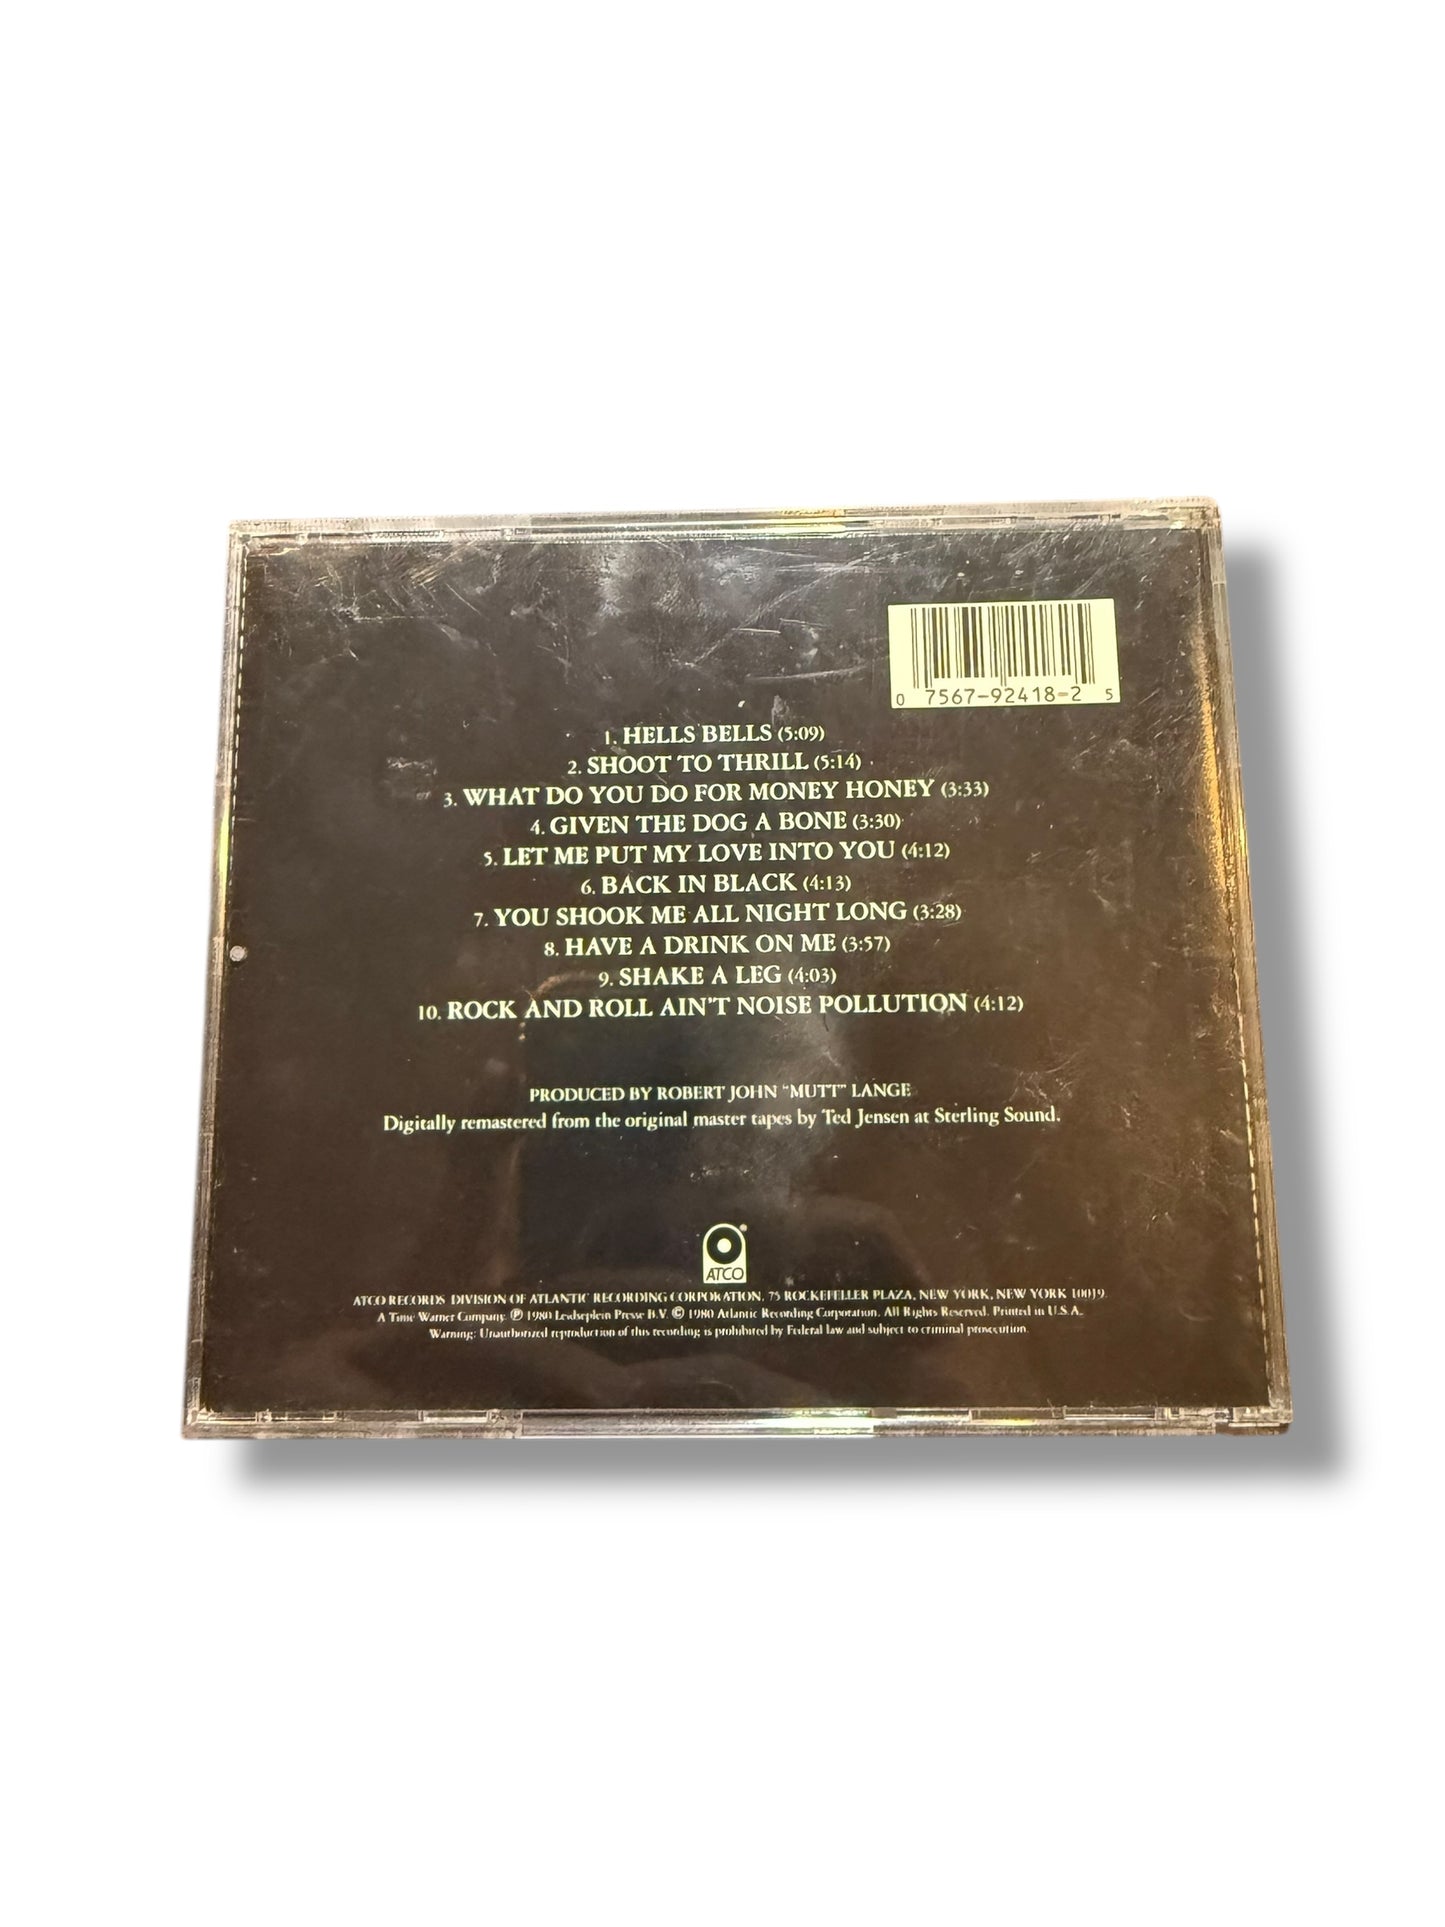 0 7567-92418-2 5
1. HELLS BELLS (5:09)
2. SHOOT TO THRILL (5:14)
3. WHAT DO YOU DO FOR MONEY HONEY (3:33)
4. GIVEN THE DOG A BONE (3:30)
5. LET ME PUT MY LOVE INTO YOU (4:12)
6. BACK IN BLACK (4:13)
7. YOU SHOOK ME ALL NIGHT LONG (3:28)
8. HAVE A DRINK ON ME (3:57)
9. SHAKE A LEG (4:03)
10. ROCK AND ROLL AIN'T NOISE POLLUTION (4:12)
PRODUCED BY ROBERT JOHN "MUTT" LANGE
Digitally remastered from the original master tapes by Ted Jensen at Sterling Sound.
®
ATCO
ATCO RECORDS DIVISION OF ATLANTIC RECORDING CORPORATION, 75 ROCKEFELLER PLAZA, NEW YORK, NEW YORK 10019.
A Time Warner Company. ℗ 1980 Leidseplein Presse B.V. © 1980 Atlantic Recording Corporation. All Rights Reserved. Printed in U.S.A.
Warning: Unauthorized reproduction of this recording is prohibited by Federal law and subject to criminal prosecution.